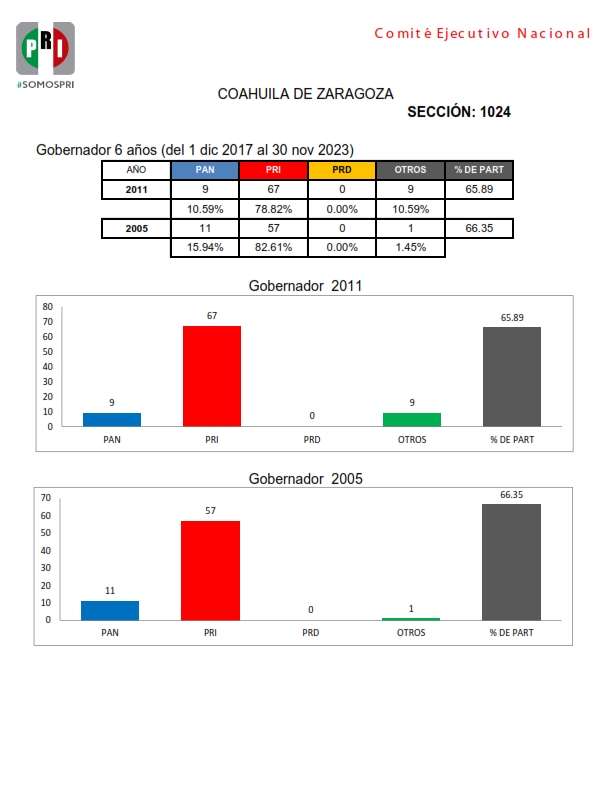 PRI
#SOMOSPRI
Comité Ejecutivo Nacional
COAHUILA DE ZARAGOZA
SECCIÓN: 1024
Gobernador 6 años (del 1 dic 2017 al 30 nov 2023)
AÑO PAN PRI PRD OTROS % DE PART
2011 9 67 0 9 65.89
10.59% 78.82% 0.00% 10.59%
2005 11 57 0 1 66.35
15.94% 82.61% 0.00% 1.45%
Gobernador 2011
80
70
60
50
40
30
20
10
0
9 67 0 9 65.89
PAN PRI PRD OTROS % DE PART
Gobernador 2005
70
60
50
40
30
20
10
0
11 57 0 1 66.35
PAN PRI PRD OTROS % DE PART